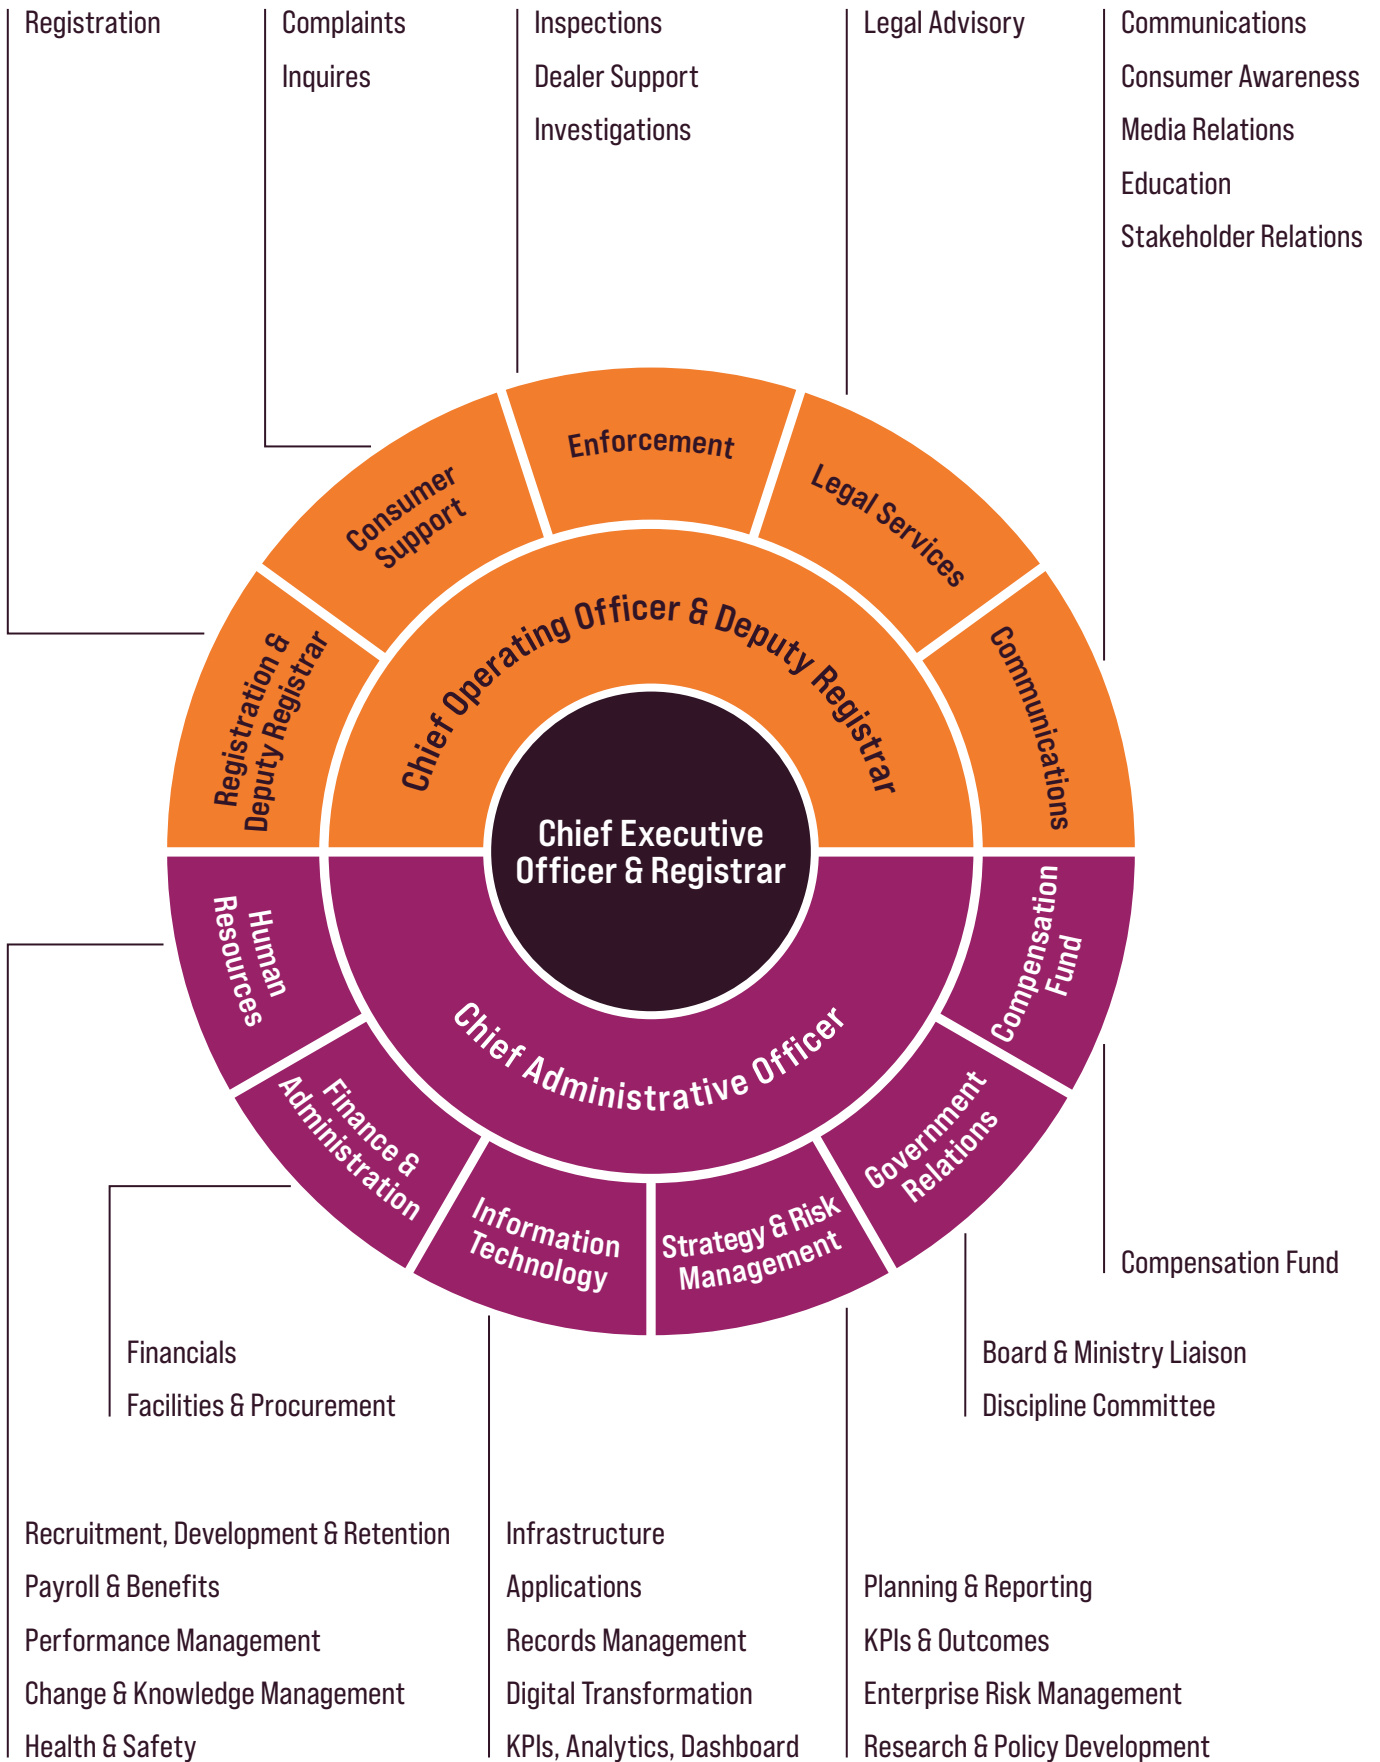 Registration
Complaints
Inquires
Inspections
Dealer Support
Investigations
Legal Advisory
Communications
Consumer Awareness
Media Relations
Education
Stakeholder Relations
Registration &
Deputy Registrar
Consumer
Support
Enforcement
Legal Services
Communications
Chief Operating Officer & Deputy Registrar
Chief Executive
Officer & Registrar
Chief Administrative Officer
Human
Resources
Finance &
Administration
Information
Technology
Strategy & Risk
Management
Government
Relations
Compensation
Fund
Compensation Fund
Financials
Facilities & Procurement
Board & Ministry Liaison
Discipline Committee
Recruitment, Development & Retention
Payroll & Benefits
Performance Management
Change & Knowledge Management
Health & Safety
Infrastructure
Applications
Records Management
Digital Transformation
KPIs, Analytics, Dashboard
Planning & Reporting
KPIs & Outcomes
Enterprise Risk Management
Research & Policy Development